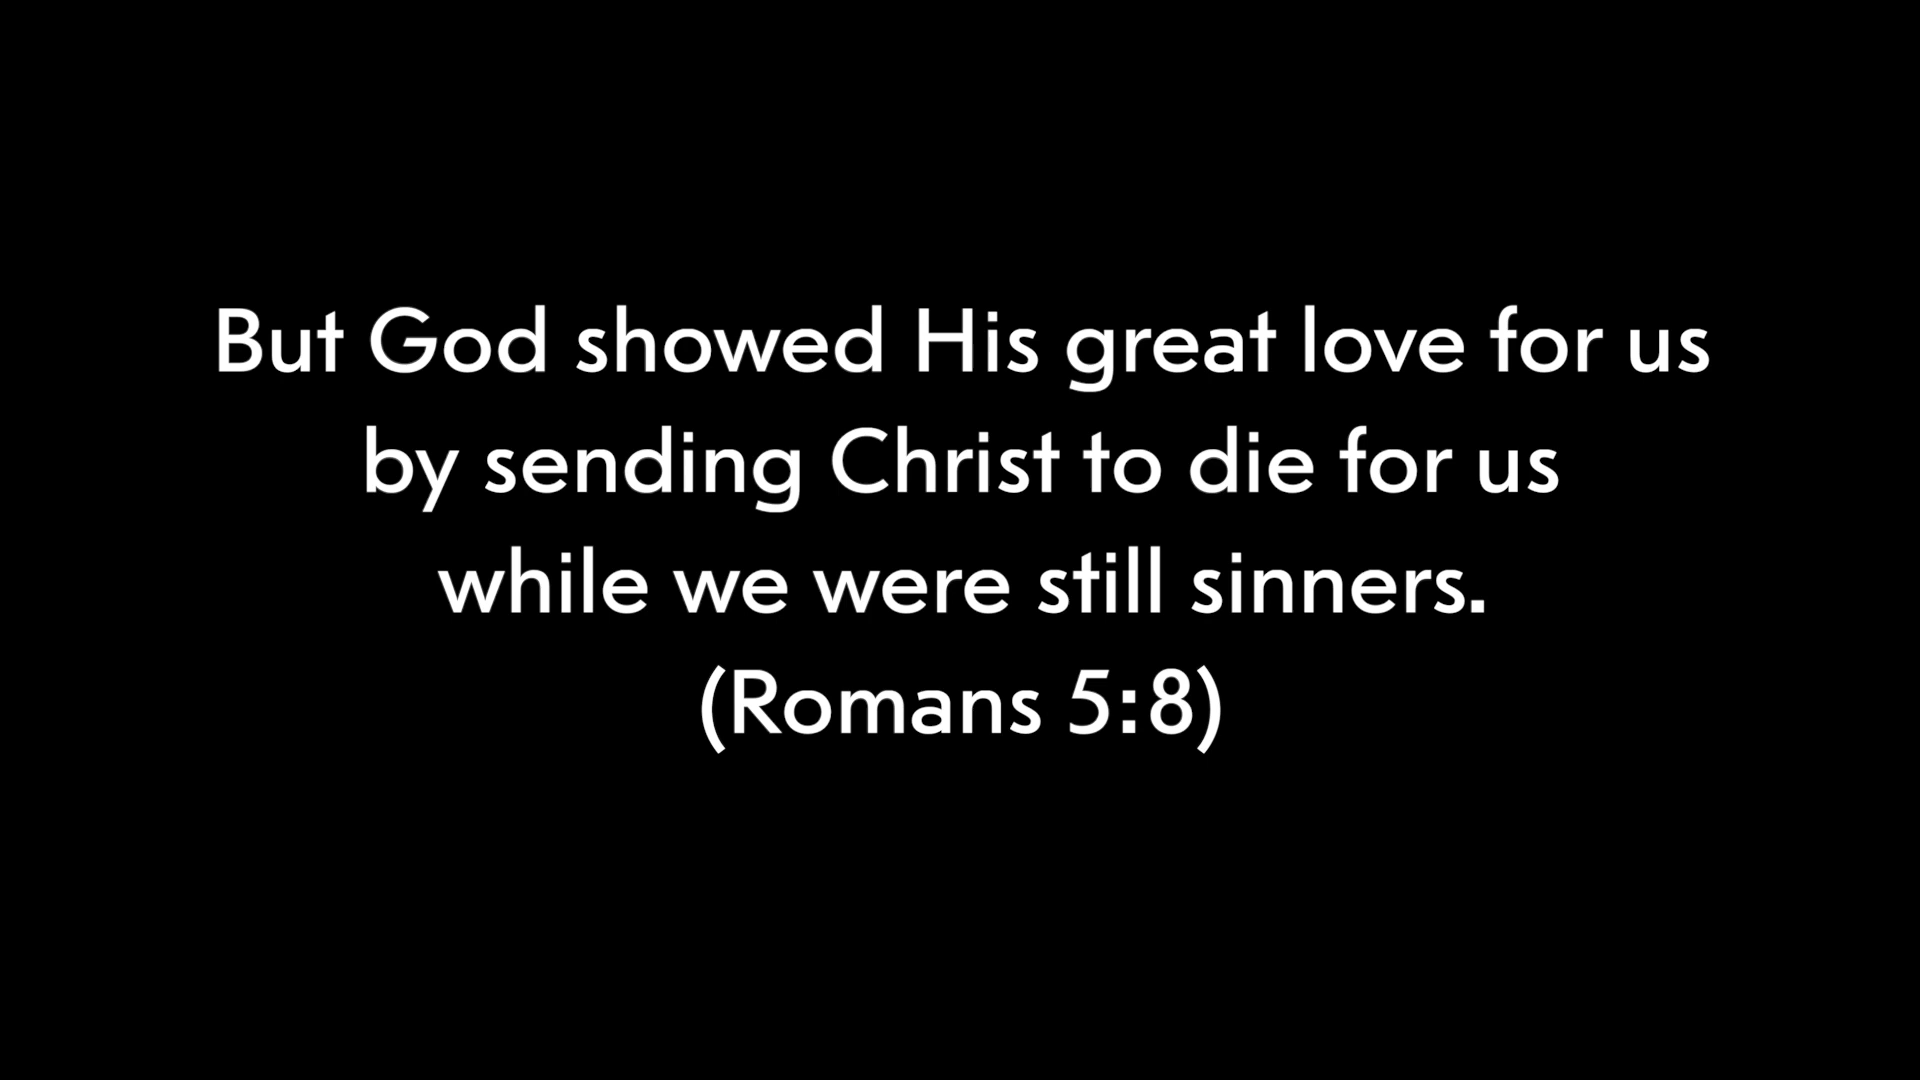 But God showed His great love for us
by sending Christ to die for us
while we were still sinners.
(Romans 5:8)